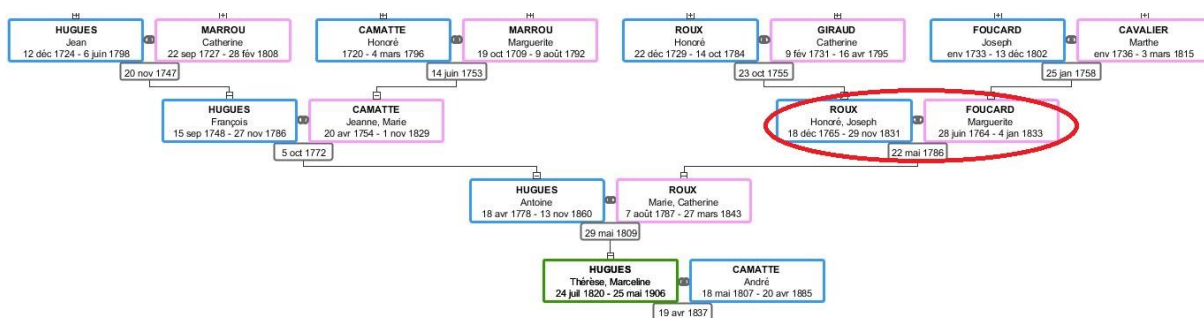 HUGUES
Jean
12 déc 1724 - 6 juin 1798
MARROU
Catherine
22 sep 1727 - 28 fév 1808
20 nov 1747
CAMATTE
Honoré
1720 - 4 mars 1796
MARROU
Marguerite
19 oct 1709 - 9 août 1792
14 juin 1753
ROUX
Honoré
22 déc 1729 - 14 oct 1784
GIRAUD
Catherine
9 fév 1731 - 16 avr 1795
23 oct 1755
FOUCARD
Joseph
env 1733 - 13 déc 1802
CAVALIER
Marthe
env 1736 - 3 mars 1815
25 jan 1758
HUGUES
François
15 sep 1748 - 27 nov 1786
CAMATTE
Jeanne, Marie
20 avr 1754 - 1 nov 1829
5 oct 1772
ROUX
Honoré, Joseph
18 déc 1765 - 29 nov 1831
FOUCARD
Marguerite
28 juin 1764 - 4 jan 1833
22 mai 1786
HUGUES
Antoine
18 avr 1778 - 13 nov 1860
ROUX
Marie, Catherine
7 août 1787 - 27 mars 1843
29 mai 1809
HUGUES
Thérèse, Marceline
24 juil 1820 - 25 mai 1906
CAMATTE
André
18 mai 1807 - 20 avr 1885
19 avr 1837